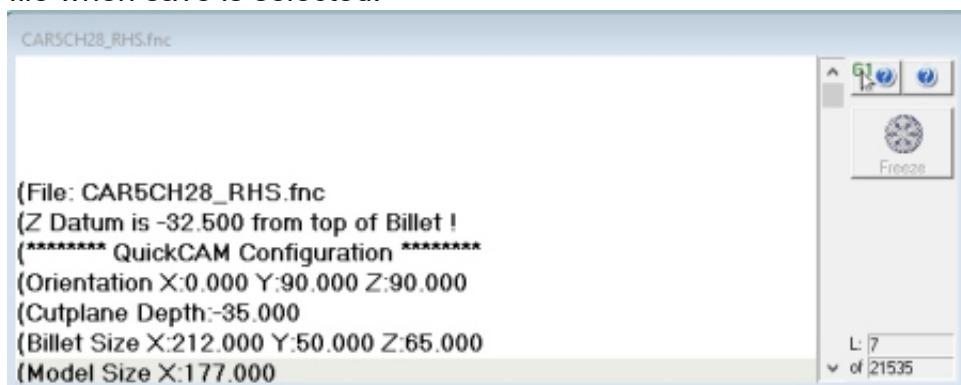 file when save is selected.
CAR5CH28_RHS.fnc
G1
(File: CAR5CH28_RHS.fnc
(Z Datum is -32.500 from top of Billet !
(******** QuickCAM Configuration ********
(Orientation X:0.000 Y:90.000 Z:90.000
(Cutplane Depth:-35.000
(Billet Size X:212.000 Y:50.000 Z:65.000
(Model Size X:177.000
Freeze
L: 7
of 21535